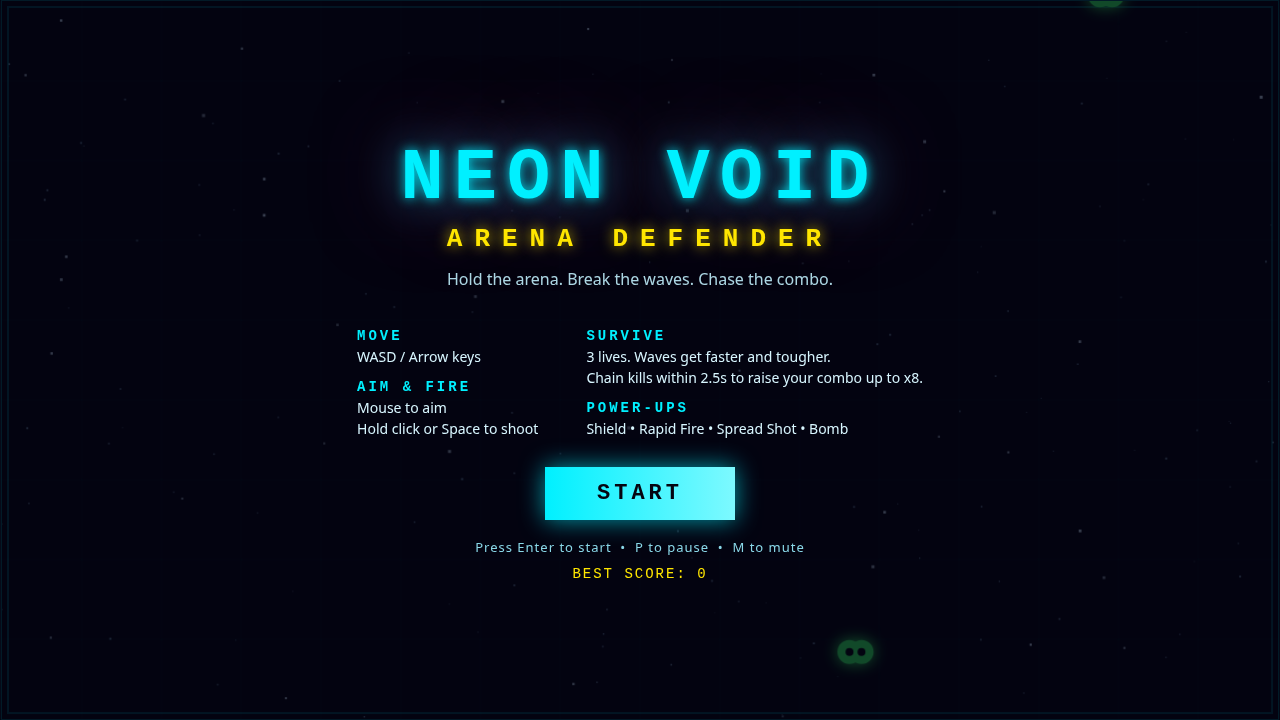 NEON VOID
ARENA DEFENDER
Hold the arena. Break the waves. Chase the combo.
MOVE
WASD / Arrow keys
AIM & FIRE
Mouse to aim
Hold click or Space to shoot
SURVIVE
3 lives. Waves get faster and tougher.
Chain kills within 2.5s to raise your combo up to x8.
POWER-UPS
Shield • Rapid Fire • Spread Shot • Bomb
START
Press Enter to start • P to pause • M to mute
BEST SCORE: 0